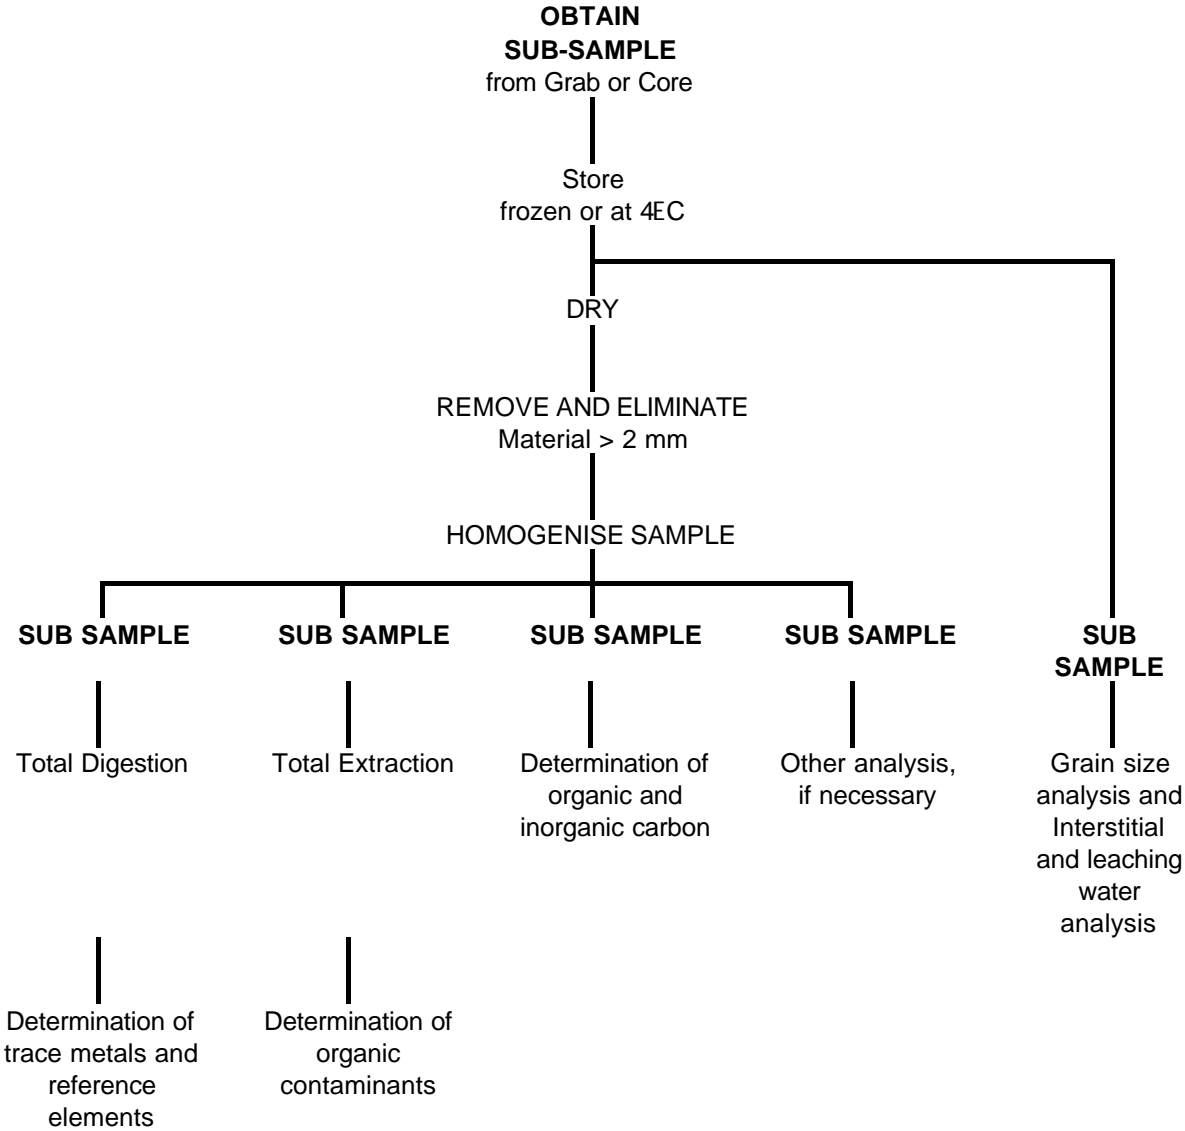 OBTAIN
SUB-SAMPLE
from Grab or Core
Store
frozen or at 4EC
DRY
REMOVE AND ELIMINATE
Material > 2 mm
HOMOGENISE SAMPLE
SUB SAMPLE
Total Digestion
Determination of
trace metals and
reference
elements
SUB SAMPLE
Total Extraction
Determination of
organic
contaminants
SUB SAMPLE
Determination of
organic and
inorganic carbon
SUB SAMPLE
Other analysis,
if necessary
SUB
SAMPLE
Grain size
analysis and
Interstitial
and leaching
water
analysis